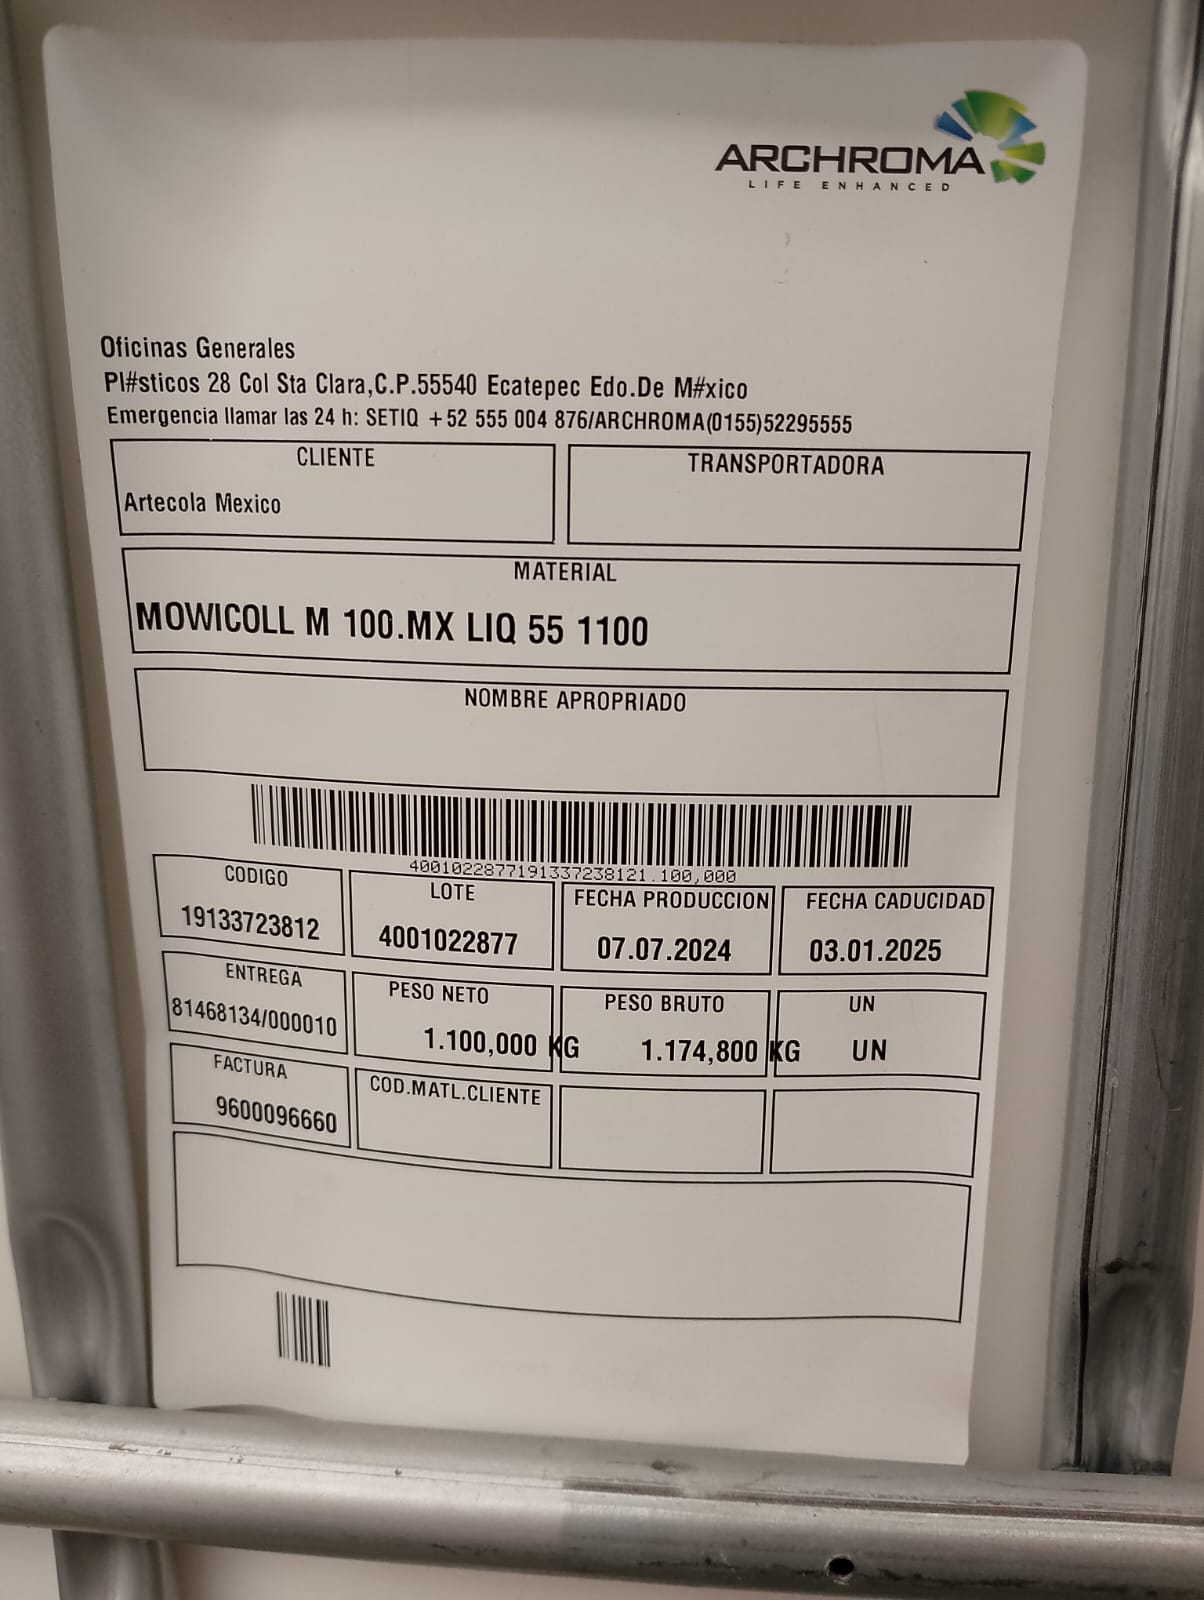 ARCHROMA
LIFE ENHANCED
Oficinas Generales
Pl#sticos 28 Col Sta Clara,C.P.55540 Ecatepec Edo.De M#xico
Emergencia llamar las 24 h: SETIQ +52 555 004 876/ARCHROMA(0155)52295555
CLIENTE
Artecola Mexico
TRANSPORTADORA
MATERIAL
MOWICOLL M 100.MX LIQ 55 1100
NOMBRE APROPRIADO
4001022877191337238121.100,000
CODIGO
19133723812
LOTE
4001022877
FECHA PRODUCCION
07.07.2024
FECHA CADUCIDAD
03.01.2025
ENTREGA
81468134/000010
PESO NETO
1.100,000 KG
PESO BRUTO
1.174,800 KG
UN
UN
FACTURA
9600096660
COD.MATL.CLIENTE